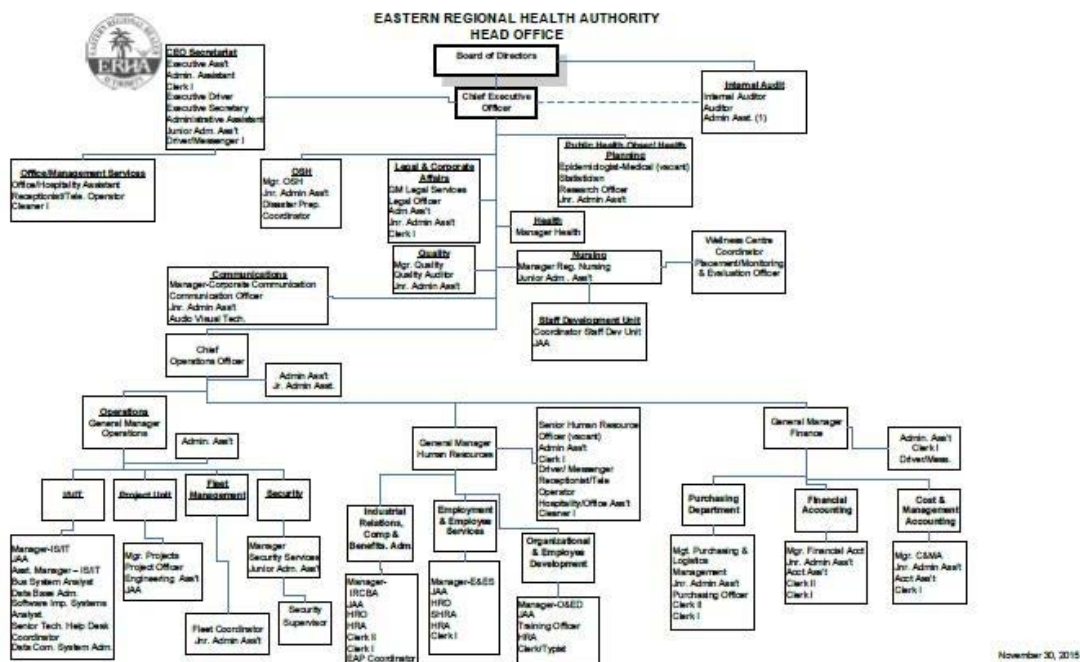 EASTERN REGIONAL HEALTH AUTHORITY
HEAD OFFICE
EASTERN REGIONAL HEALTH
ERHA
AUTHORITY
Board of Directors
Chief Executive
Officer
CEO Secretariat
Executive Ass't
Admin. Assistant
Clerk I
Executive Driver
Executive Secretary
Administrative Assistant
Junior Adm. Ass't
Driver/Messenger I
Internal Audit
Internal Auditor
Auditor
Admin Asst. (1)
Office/Management Services
Office/Hospitality Assistant
Receptionist/Tele. Operator
Cleaner I
OSH
Mgr. OSH
Jnr. Admin Ass't
Disaster Prep.
Coordinator
Legal & Corporate
Affairs
GM Legal Services
Legal Officer
Adm Ass't
Jnr. Admin Ass't
Clerk I
Public Health Obser/ Health
Planning
Epidemiologist-Medical (vacant)
Statistician
Research Officer
Jnr. Admin Ass't
Health
Manager Health
Quality
Mgr. Quality
Quality Auditor
Jnr. Admin Ass't
Nursing
Manager Reg. Nursing
Junior Adm . Ass't
Wellness Centre
Coordinator
Placement/Monitoring
& Evaluation Officer
Communications
Manager-Corporate Communication
Communication Officer
Jnr. Admin Ass't
Audio Visual Tech.
Staff Development Unit
Coordinator Staff Dev Unit
JAA
Chief
Operations Officer
Admin Ass't
Jr. Admin Asst.
Operations
General Manager
Operations
Admin. Ass't
General Manager
Human Resources
Senior Human Resource
Officer (vacant)
Admin Ass't
Clerk I
Driver/ Messenger
Receptionist/Tele
Operator
Hospitality/Office Ass't
Cleaner I
General Manager
Finance
Admin. Ass't
Clerk I
Driver/Mess.
IS/IT
Project Unit
Fleet
Management
Security
Industrial
Relations,
Comp &
Benefits. Adm.
Employment
& Employee
Services
Organizational
& Employee
Development
Purchasing
Department
Financial
Accounting
Cost &
Management
Accounting
Manager-IS/IT
JAA
Asst. Manager – IS/IT
Bus System Analyst
Data Base Adm.
Software Imp. Systems
Analyst.
Senior Tech. Help Desk
Coordinator
Data Com. System Adm.
Mgr. Projects
Project Officer
Engineering. Ass't
JAA
Fleet Coordinator
Jnr. Admin Ass't
Manager
Security Services
Junior Adm. Ass't
Security
Supervisor
Manager-
IRCBA
JAA
HRO
HRA
Clerk II
Clerk I
EAP Coordinator
Manager-E&ES
JAA
HRO
SHRA
HRA
Clerk I
Manager-O&ED
JAA
Training Officer
HRA
Clerk/Typist
Mgt. Purchasing &
Logistics
Management
Jnr. Admin Ass't
Purchasing Officer
Clerk II
Clerk I
Mgr. Financial Acct
Jnr. Admin Ass't
Acct Ass't
Clerk II
Clerk I
Mgr. C&MA
Jnr. Admin Ass't
Acct Ass't
Clerk I
November 30, 2015